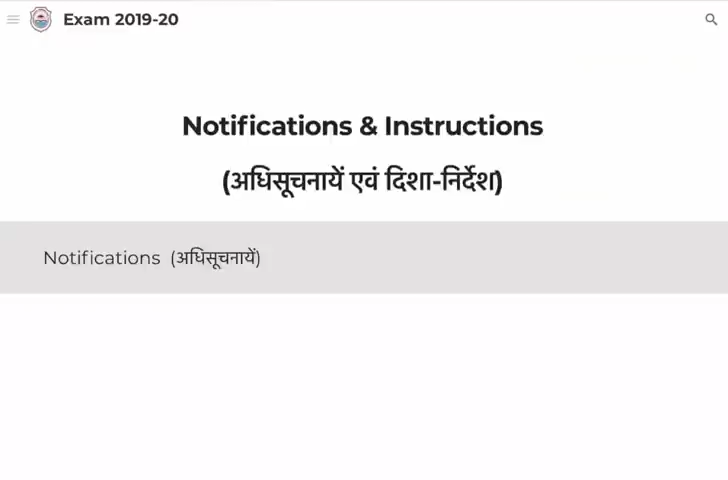 Exam 2019-20
Notifications & Instructions
(अधिसूचनायें एवं दिशा-निर्देश)
Notifications (अधिसूचनायें)